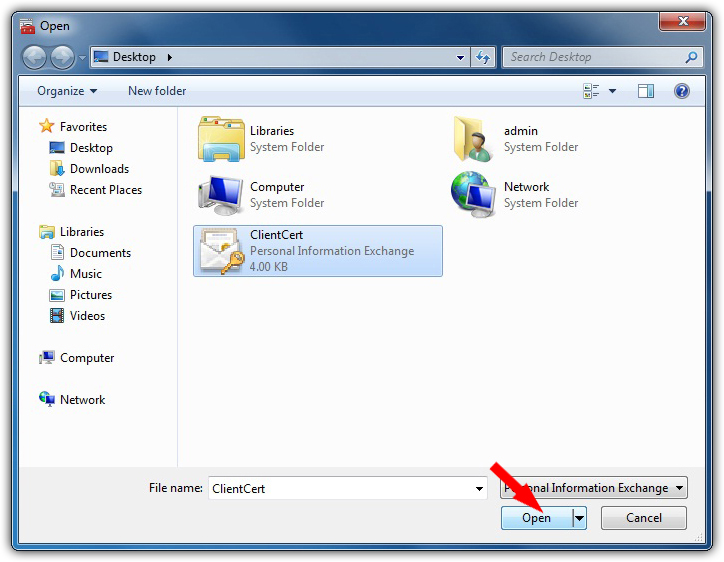 Open
Desktop
Search Desktop
Organize
New folder
Favorites
Desktop
Downloads
Recent Places
Libraries
Documents
Music
Pictures
Videos
Computer
Network
Libraries
System Folder
admin
System Folder
Computer
System Folder
Network
System Folder
ClientCert
Personal Information Exchange
4.00 KB
File name: ClientCert
Personal Information Exchange
Open
Cancel